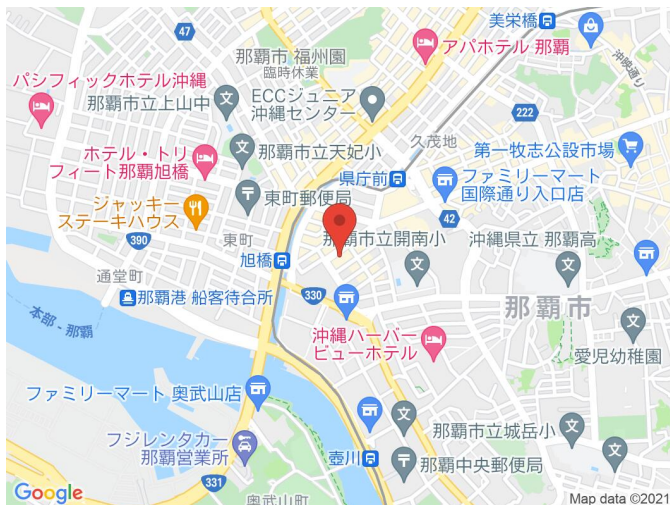 美栄橋
47
那覇市 福州園
臨時休業
アパホテル 那覇
沖映通り
パシフィックホテル沖縄
那覇市立上山中
ECCジュニア
沖縄センター
222
久茂地
ホテル・トリ
フィート那覇旭橋
那覇市立天妃小
第一牧志公設市場
県庁前
ファミリーマート
国際通り入口店
東町郵便局
ジャッキー
ステーキハウス
42
390
東町
那覇市立開南小
沖縄県立 那覇高
旭橋
通堂町
那覇港 船客待合所
330
那覇市
本部 - 那覇
沖縄ハーバー
ビューホテル
愛児幼稚園
ファミリーマート 奥武山店
フジレンタカー
那覇営業所
那覇市立城岳小
壺川
那覇中央郵便局
331
奥武山町
Google
Map data ©2021